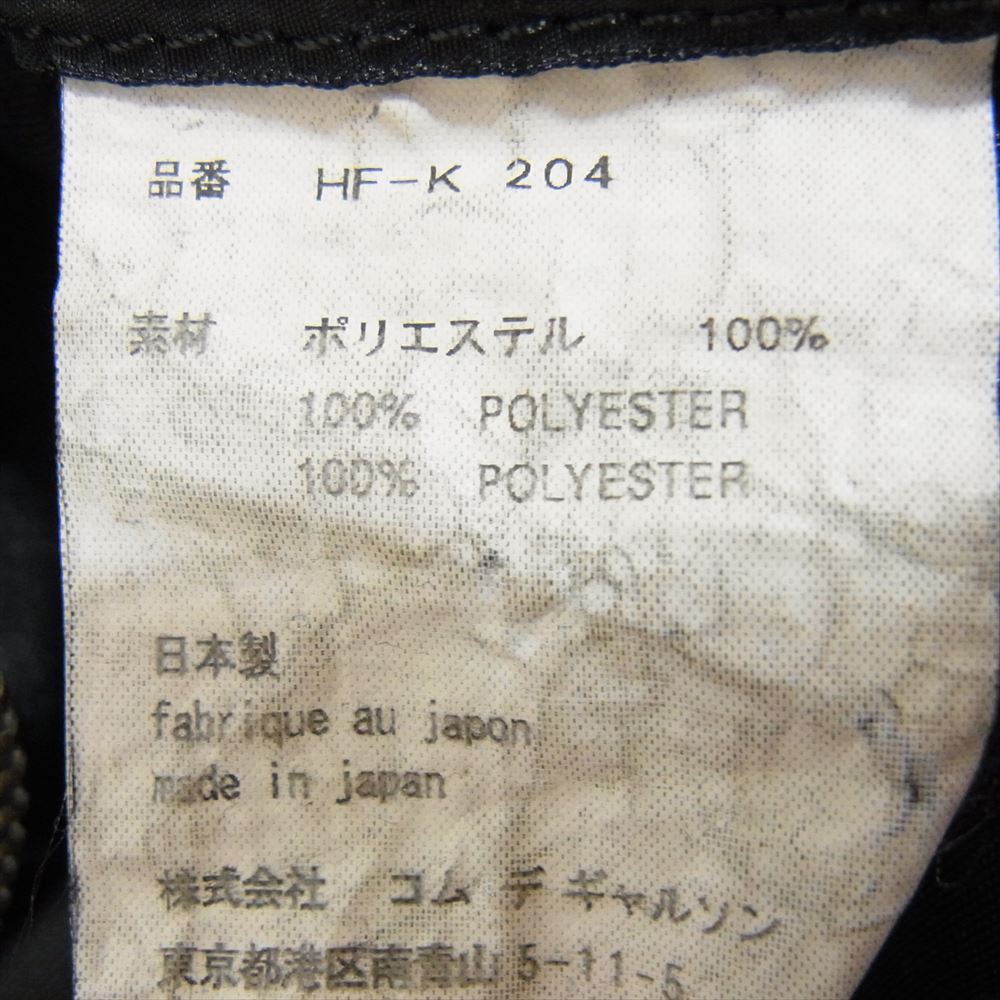 品番 HF-K 204
素材 ポリエステル 100%
100% POLYESTER
100% POLYESTER
日本製
fabrique au japon
made in japan
株式会社 コム デ ギャルソン
東京都港区南青山5-11-5